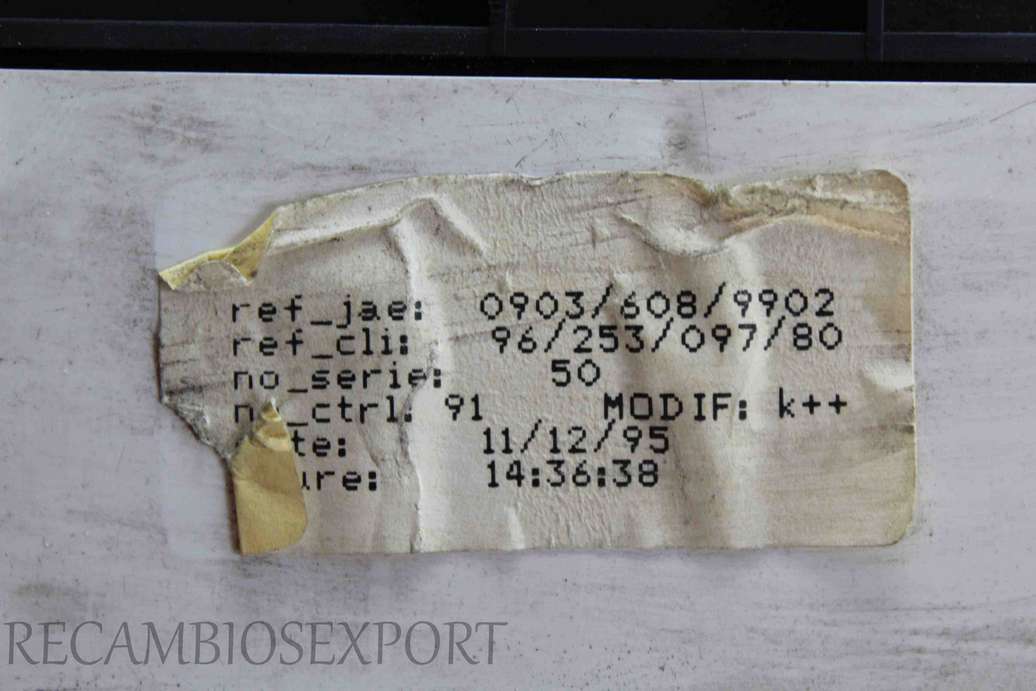 ref_jae: 0903/608/9902
ref_cli: 96/253/097/80
no_serie: 50
_ctrl: 91 MODIF: k++
te: 11/12/95
ure: 14:36:38
RECAMBIOSEXPORT